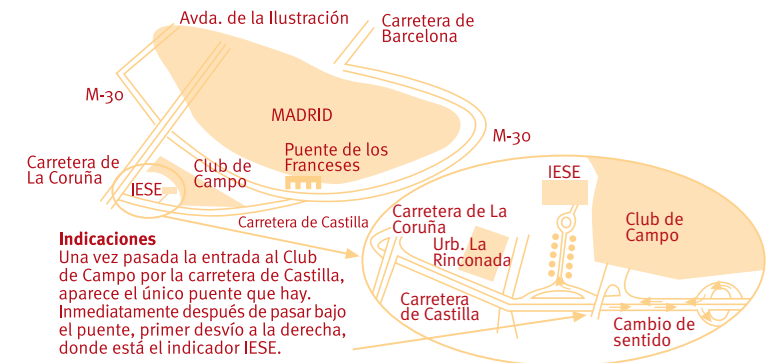 Avda. de la Ilustración
Carretera de
Barcelona
M-30
MADRID
M-30
Puente de los
Franceses
Carretera de
La Coruña
Club de
Campo
IESE
Carretera de Castilla
IESE
Carretera de La
Coruña
Urb. La
Rinconada
Club de
Campo
Carretera
de Castilla
Cambio de
sentido
Indicaciones
Una vez pasada la entrada al Club
de Campo por la carretera de Castilla,
aparece el único puente que hay.
Inmediatamente después de pasar bajo
el puente, primer desvío a la derecha,
donde está el indicador IESE.